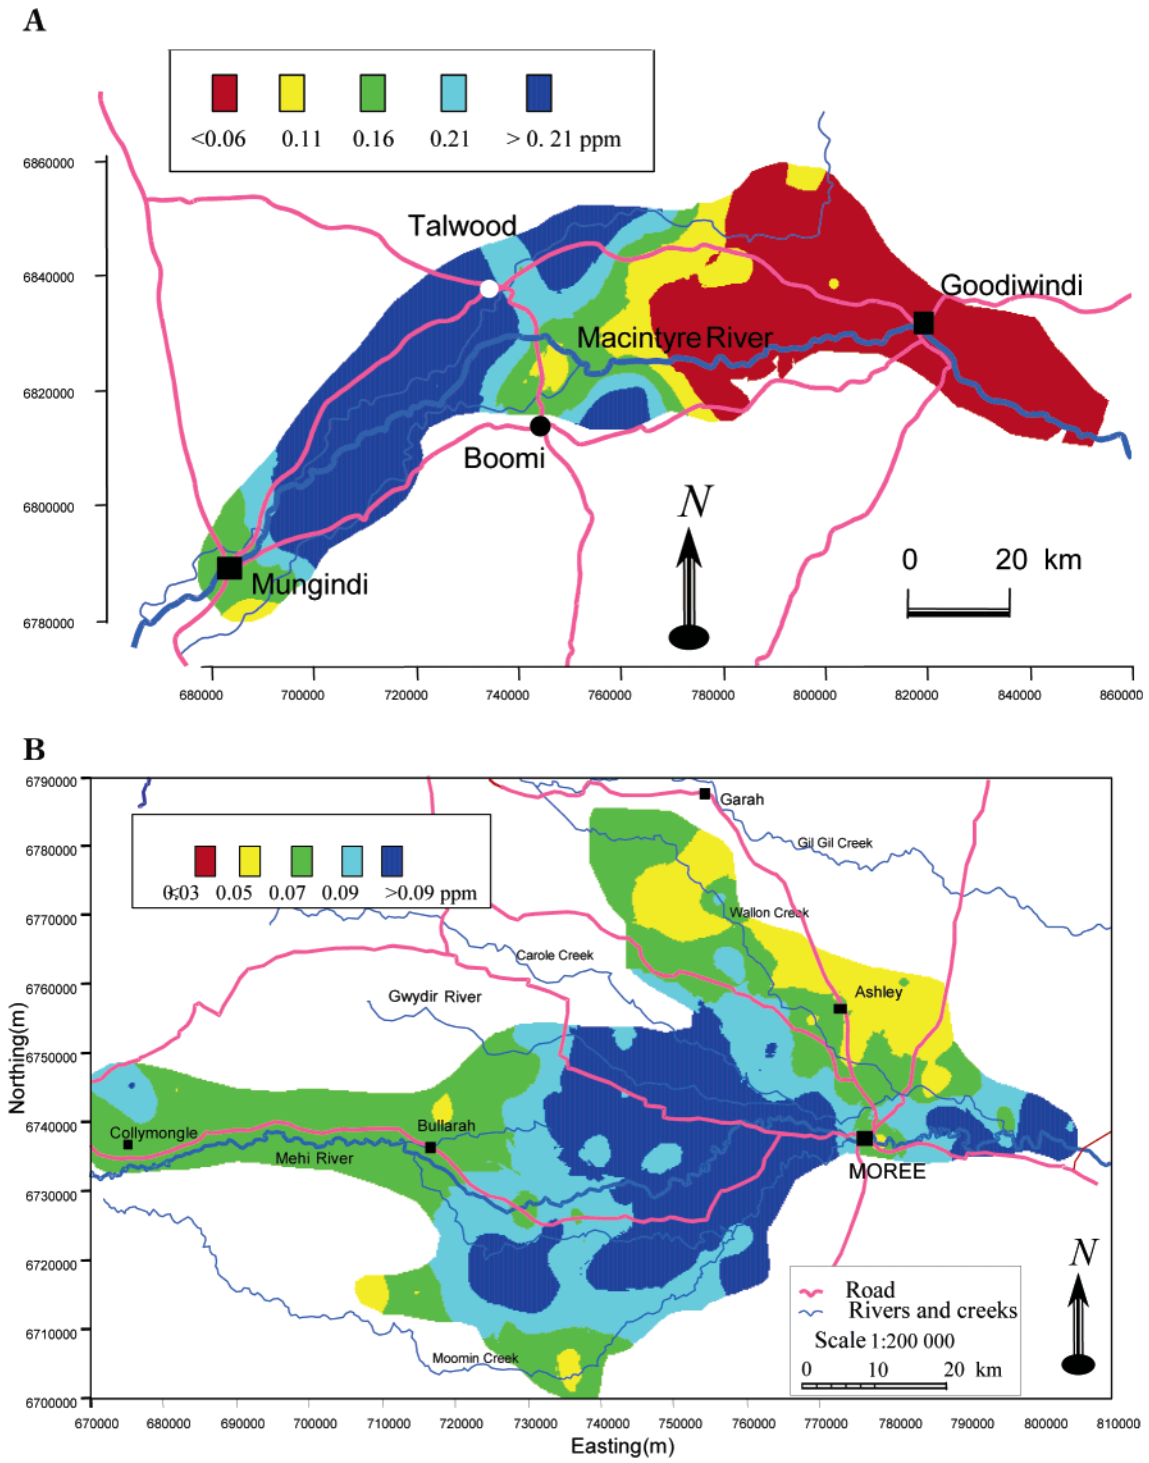 A
<0.06 0.11 0.16 0.21 > 0. 21 ppm
6860000
Talwood
6840000
Goodiwindi
Macintyre River
6820000
Boomi
6800000
N
0 20 km
Mungindi
6780000
680000 700000 720000 740000 760000 780000 800000 820000 840000 860000
B
6790000
Garah
Gil Gil Creek
6780000
0.05 0.07 0.09 >0.09 ppm
6770000
Wallon Creek
Carole Creek
6760000
Gwydir River
Ashley
6750000
Northing(m)
6740000
Collymongle
Bullarah
Mehi River
MOREE
6730000
N
6720000
Road
Rivers and creeks
6710000
Scale 1:200 000
Moomin Creek
0 10 20 km
6700000
670000 680000 690000 700000 710000 720000 730000 740000 750000 760000 770000 780000 790000 800000 810000
Easting(m)